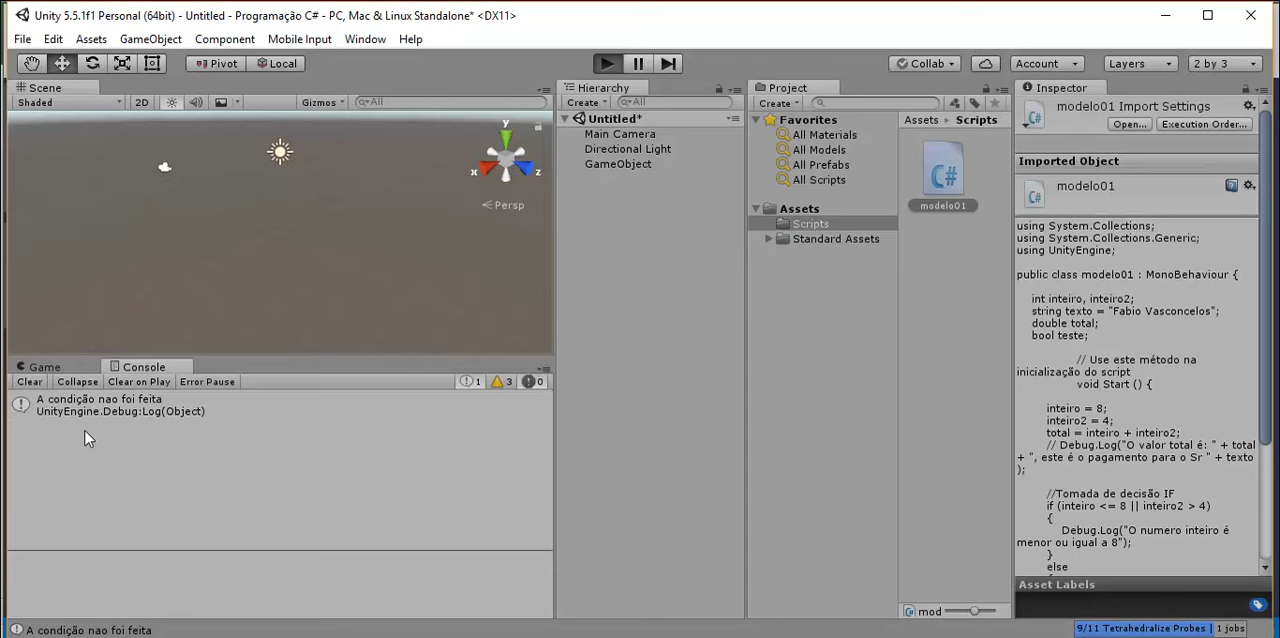 Unity 5.5.1f1 Personal (64bit) - Untitled - Programação C# - PC, Mac & Linux Standalone* <DX11>
File Edit Assets GameObject Component Mobile Input Window Help
Pivot Local Collab Account Layers 2 by 3
Scene
Shaded 2D Gizmos All
y
x z
Persp
Game Console
Clear Collapse Clear on Play Error Pause 1 3 0
A condição nao foi feita
UnityEngine.Debug:Log(Object)
Hierarchy
Create All
Untitled*
Main Camera
Directional Light
GameObject
Project
Create
Favorites
All Materials
All Models
All Prefabs
All Scripts
Assets
Scripts
Standard Assets
Assets Scripts
C#
modelo01
mod
Inspector
modelo01 Import Settings
Open... Execution Order...
Imported Object
modelo01
using System.Collections;
using System.Collections.Generic;
using UnityEngine;
public class modelo01 : MonoBehaviour {
int inteiro, inteiro2;
string texto = "Fabio Vasconcelos";
double total;
bool teste;
// Use este método na
inicialização do script
void Start () {
inteiro = 8;
inteiro2 = 4;
total = inteiro + inteiro2;
// Debug.Log("O valor total é: " + total
+ ", este é o pagamento para o Sr " + texto
);
//Tomada de decisão IF
if (inteiro <= 8 || inteiro2 > 4)
{
Debug.Log("O numero inteiro é
menor ou igual a 8");
}
else
{
Asset Labels
A condição nao foi feita
9/11 Tetrahedralize Probes | 1 jobs